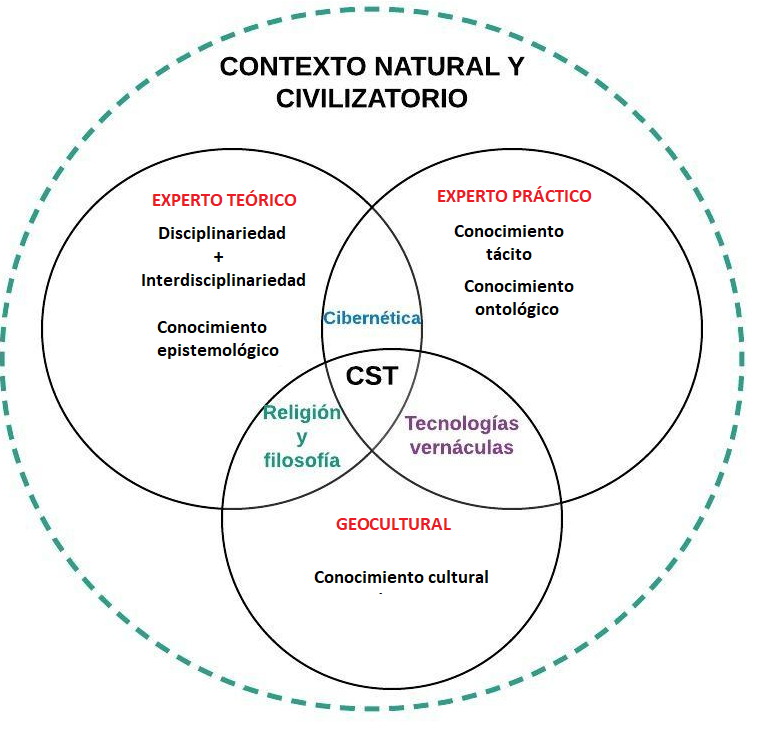 CONTEXTO NATURAL Y
CIVILIZATORIO
EXPERTO TEÓRICO
Disciplinariedad
+
Interdisciplinariedad
Conocimiento
epistemológico
EXPERTO PRÁCTICO
Conocimiento
tácito
Conocimiento
ontológico
Cibernética
CST
Religión
y
filosofía
Tecnologías
vernáculas
GEOCULTURAL
Conocimiento cultural